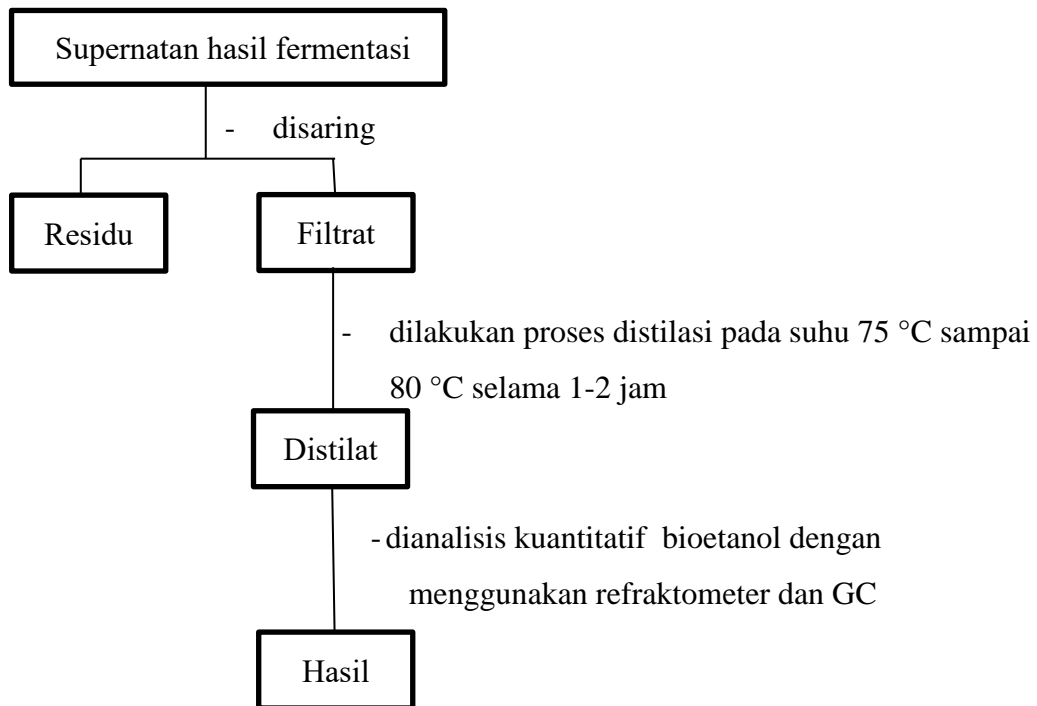 Supernatan hasil fermentasi
- disaring
Residu
Filtrat
- dilakukan proses distilasi pada suhu 75 °C sampai
80 °C selama 1-2 jam
Distilat
- dianalisis kuantitatif bioetanol dengan
menggunakan refraktometer dan GC
Hasil